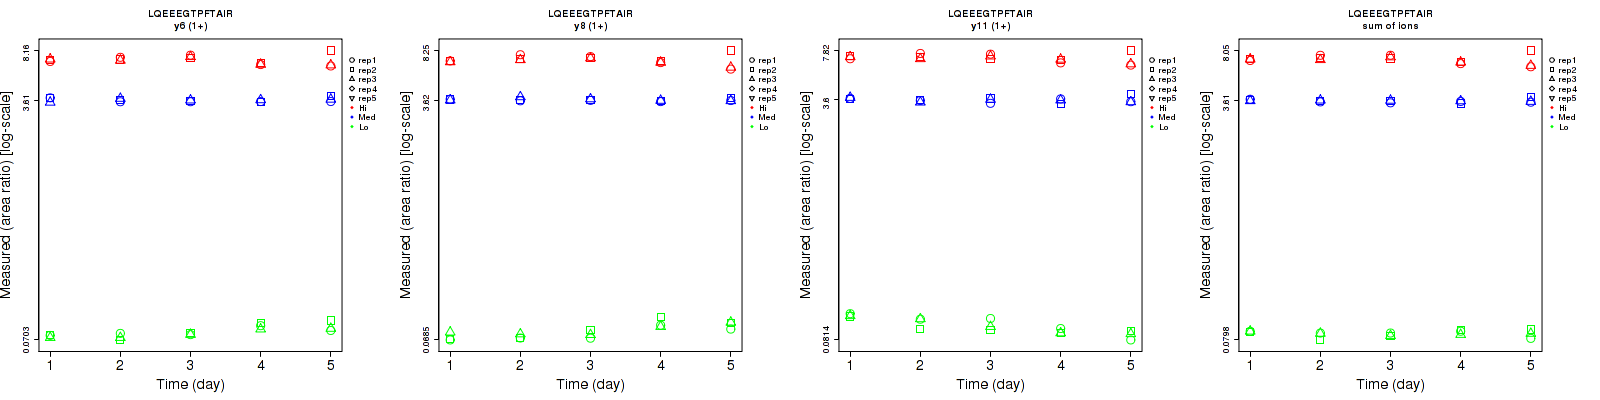 LQEEEGTPFTAIR
y6 (1+)
Measured (area ratio) [log-scale]
8.16
3.61
0.0703
1 2 3 4 5
Time (day)
rep1
rep2
rep3
rep4
rep5
Hi
Med
Lo
LQEEEGTPFTAIR
y8 (1+)
Measured (area ratio) [log-scale]
8.25
3.62
0.0685
1 2 3 4 5
Time (day)
rep1
rep2
rep3
rep4
rep5
Hi
Med
Lo
LQEEEGTPFTAIR
y11 (1+)
Measured (area ratio) [log-scale]
7.82
3.6
0.0814
1 2 3 4 5
Time (day)
rep1
rep2
rep3
rep4
rep5
Hi
Med
Lo
LQEEEGTPFTAIR
sum of ions
Measured (area ratio) [log-scale]
8.05
3.61
0.0798
1 2 3 4 5
Time (day)
rep1
rep2
rep3
rep4
rep5
Hi
Med
Lo